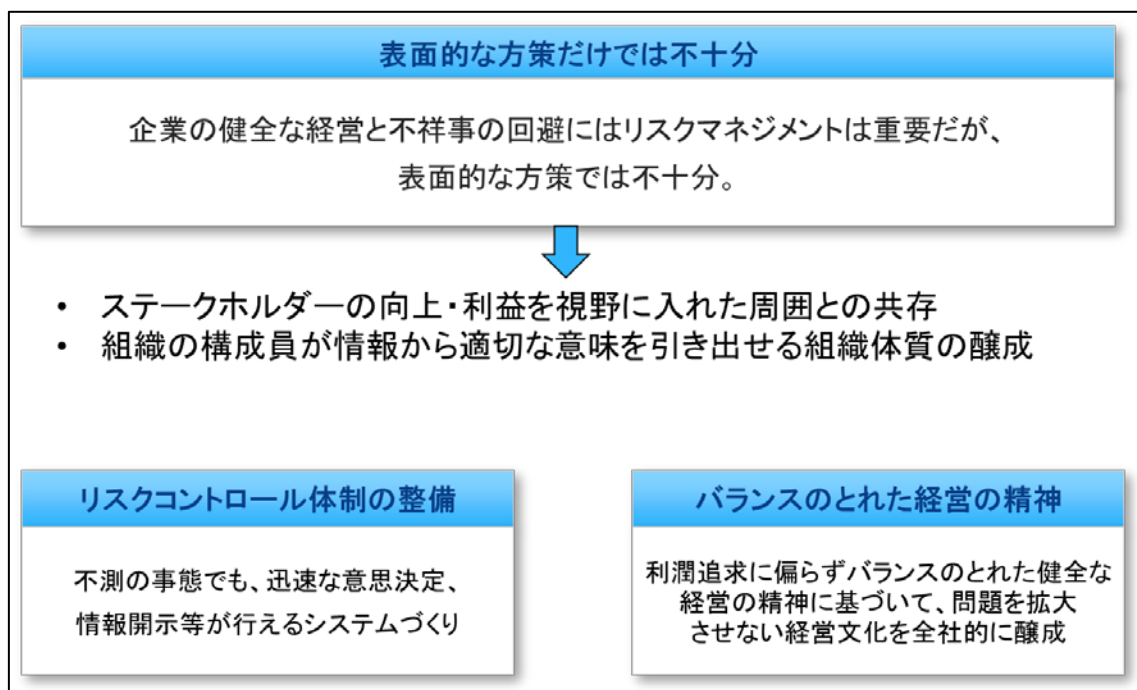 表面的な方策だけでは不十分
企業の健全な経営と不祥事の回避にはリスクマネジメントは重要だが、
表面的な方策では不十分。
• ステークホルダーの向上・利益を視野に入れた周囲との共存
• 組織の構成員が情報から適切な意味を引き出せる組織体質の醸成
リスクコントロール体制の整備
不測の事態でも、迅速な意思決定、
情報開示等が行えるシステムづくり
バランスのとれた経営の精神
利潤追求に偏らずバランスのとれた健全な
経営の精神に基づいて、問題を拡大
させない経営文化を全社的に醸成